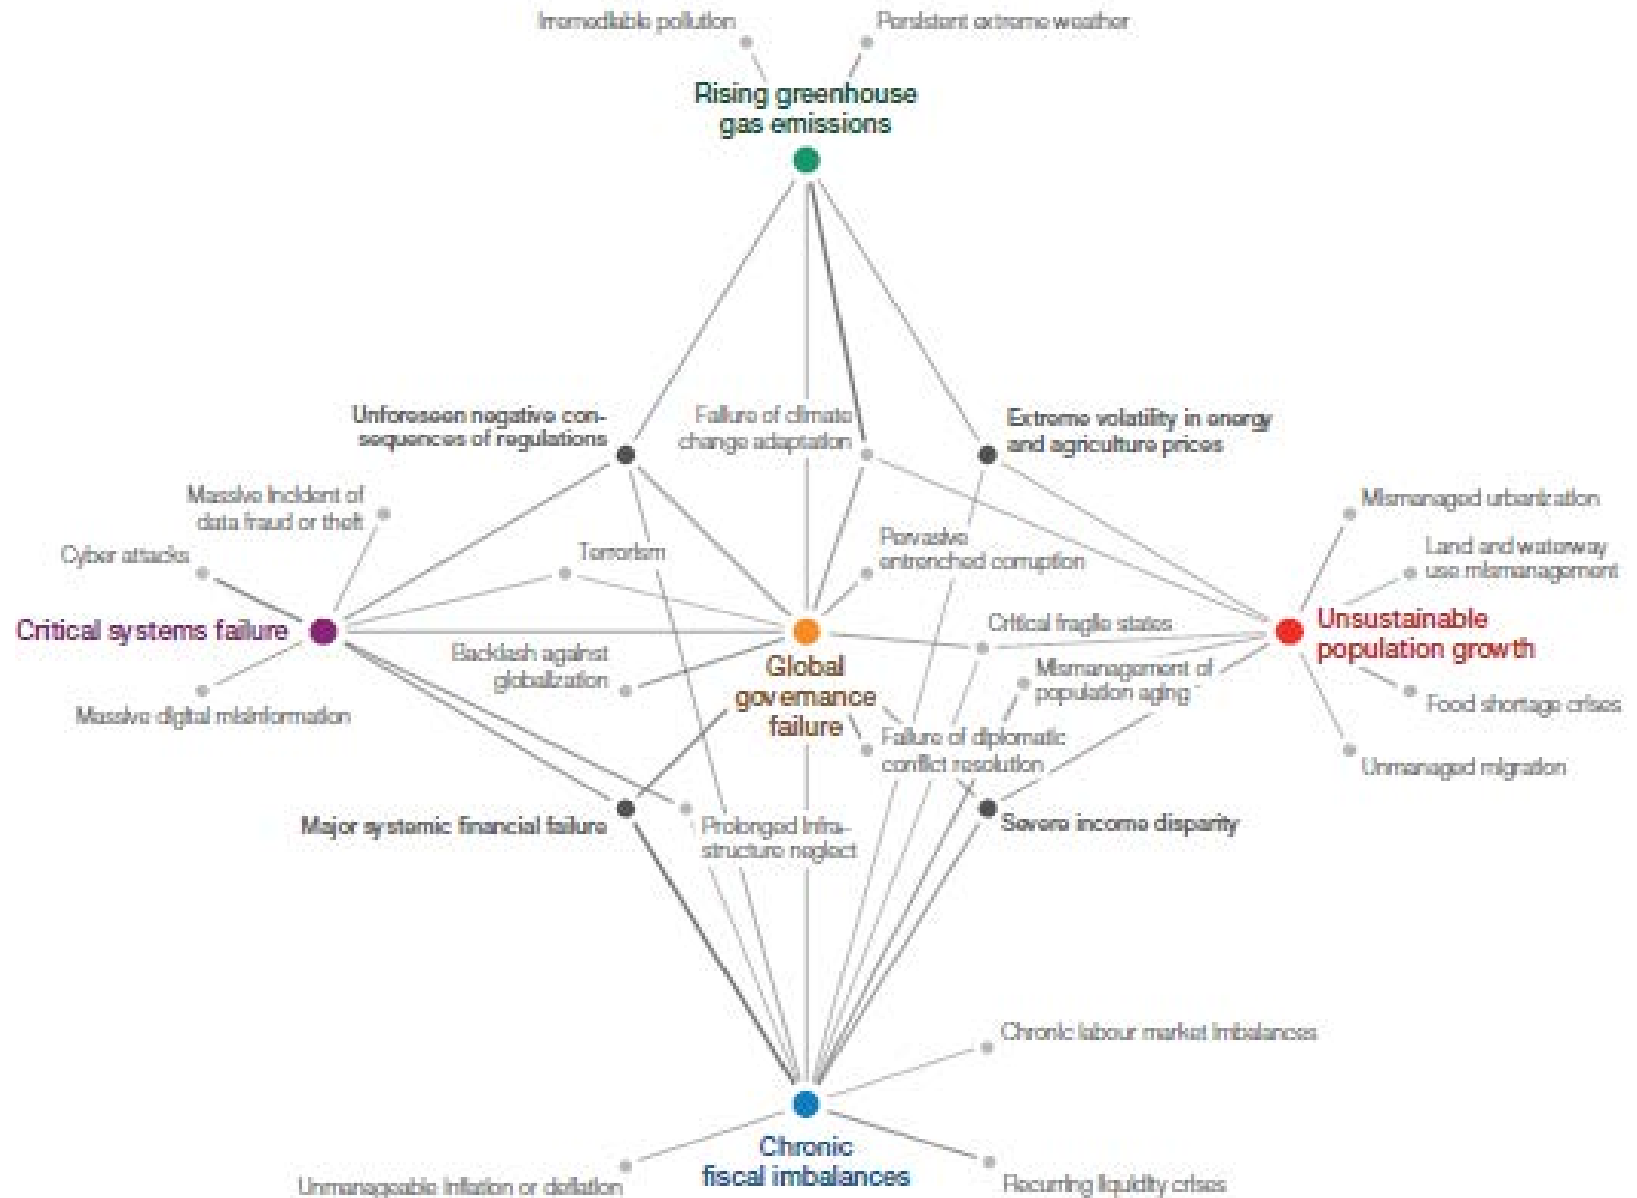 Irremediable pollution
Persistent extreme weather
Rising greenhouse
gas emissions
Unforeseen negative con-
sequences of regulations
Failure of climate
change adaptation
Extreme volatility in energy
and agriculture prices
Massive incident of
data fraud or theft
Mismanaged urbanization
Cyber attacks
Terrorism
Pervasive
entrenched corruption
Land and waterway
use mismanagement
Critical systems failure
Critical fragile states
Unsustainable
population growth
Backlash against
globalization
Global
governance
failure
Mismanagement of
population aging
Massive digital misinformation
Food shortage crises
Failure of diplomatic
conflict resolution
Unmanaged migration
Major systemic financial failure
Prolonged infra-
structure neglect
Severe income disparity
Chronic labour market imbalances
Chronic
fiscal imbalances
Unmanageable inflation or deflation
Recurring liquidity crises